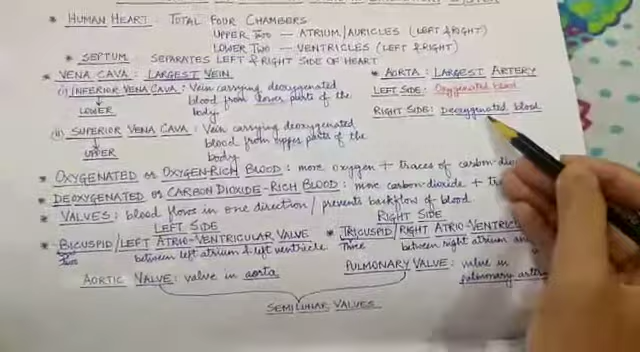 SYSTEM
* HUMAN HEART : TOTAL FOUR CHAMBERS
UPPER TWO — ATRIUM/AURICLES (LEFT & RIGHT)
LOWER TWO — VENTRICLES (LEFT & RIGHT)
* SEPTUM : SEPARATES LEFT & RIGHT SIDE OF HEART
* VENA CAVA : LARGEST VEIN
(i) INFERIOR VENA CAVA : Vein carrying deoxygenated
blood from lower parts of the
body
LOWER
(ii) SUPERIOR VENA CAVA : Vein carrying deoxygenated
blood from upper parts of the
body
UPPER
* AORTA : LARGEST ARTERY
LEFT SIDE : Oxygenated blood
RIGHT SIDE : Deoxygenated blood
* OXYGENATED or OXYGEN-RICH BLOOD : more oxygen + traces of carbon-
* DEOXYGENATED or CARBON DIOXIDE-RICH BLOOD : more carbon-dioxide +
* VALVES : blood flows in one direction / prevents backflow of blood.
LEFT SIDE
* BICUSPID/LEFT ATRIO-VENTRICULAR VALVE
Two
between left atrium & left ventricle
AORTIC VALVE : valve in aorta
RIGHT SIDE
* TRICUSPID/RIGHT ATRIO-VENTRIC
Three
between right atrium
PULMONARY VALVE : valve in
pulmonary artery
SEMILUNAR VALVES